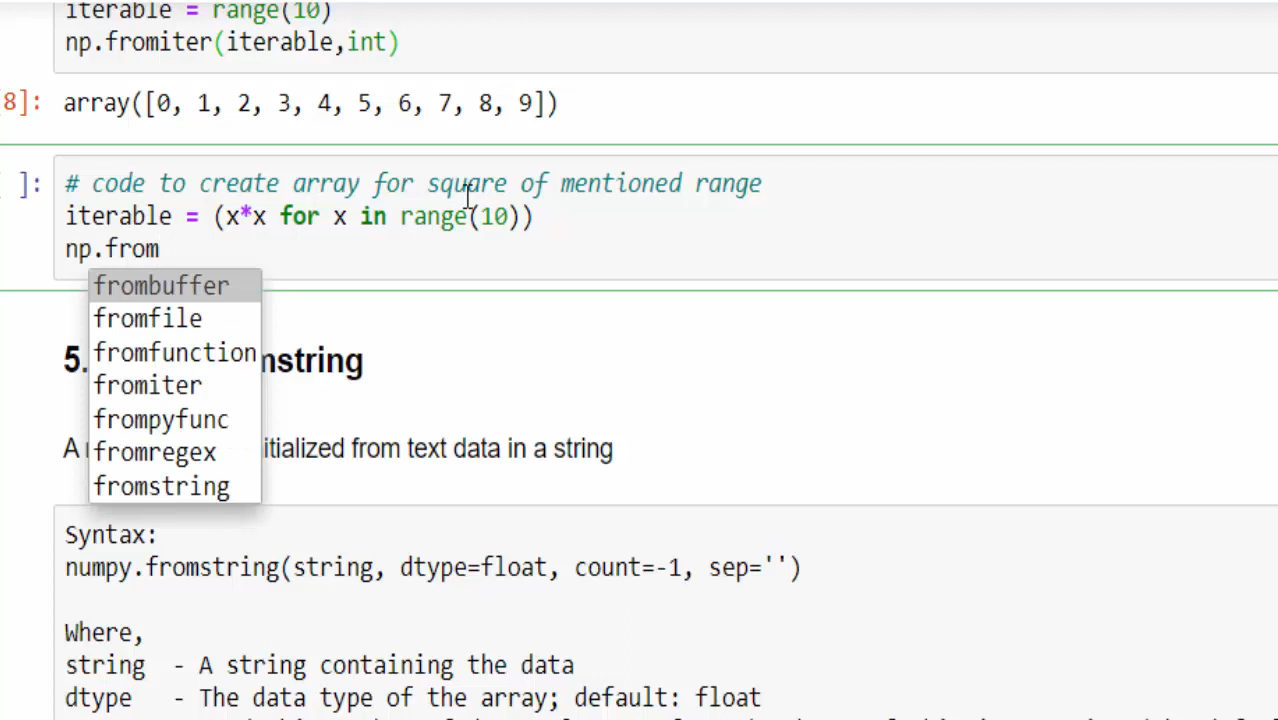 iterable = range(10)
np.fromiter(iterable,int)
8]: array([0, 1, 2, 3, 4, 5, 6, 7, 8, 9])
]: # code to create array for square of mentioned range
iterable = (x*x for x in range(10))
np.from
frombuffer
fromfile
fromfunction
fromiter
frompyfunc
fromregex
fromstring
5. mstring
A itialized from text data in a string
Syntax:
numpy.fromstring(string, dtype=float, count=-1, sep='')
Where,
string - A string containing the data
dtype - The data type of the array; default: float